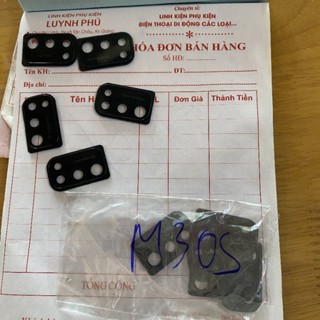 LINH KIỆN PHỤ KIỆN
LUYNH PHÚ
Chuyên sỉ:
LINH KIỆN PHỤ KIỆN
ĐIỆN THOẠI DI ĐỘNG CÁC LOẠI...
HÓA ĐƠN BÁN HÀNG
Số HĐ:
Tên KH:
ĐT:
Địa chỉ:
Đơn Giá
Thành Tiền
M30S
TỔNG CỘNG